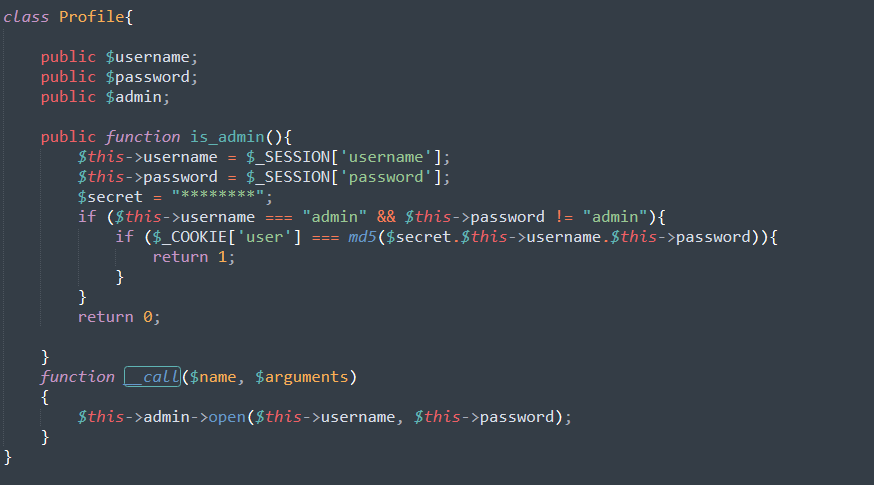 class Profile{
public $username;
public $password;
public $admin;
public function is_admin(){
$this->username = $_SESSION['username'];
$this->password = $_SESSION['password'];
$secret = "********";
if ($this->username === "admin" && $this->password != "admin"){
if ($_COOKIE['user'] === md5($secret.$this->username.$this->password)){
return 1;
}
}
return 0;
}
function __call($name, $arguments)
{
$this->admin->open($this->username, $this->password);
}
}